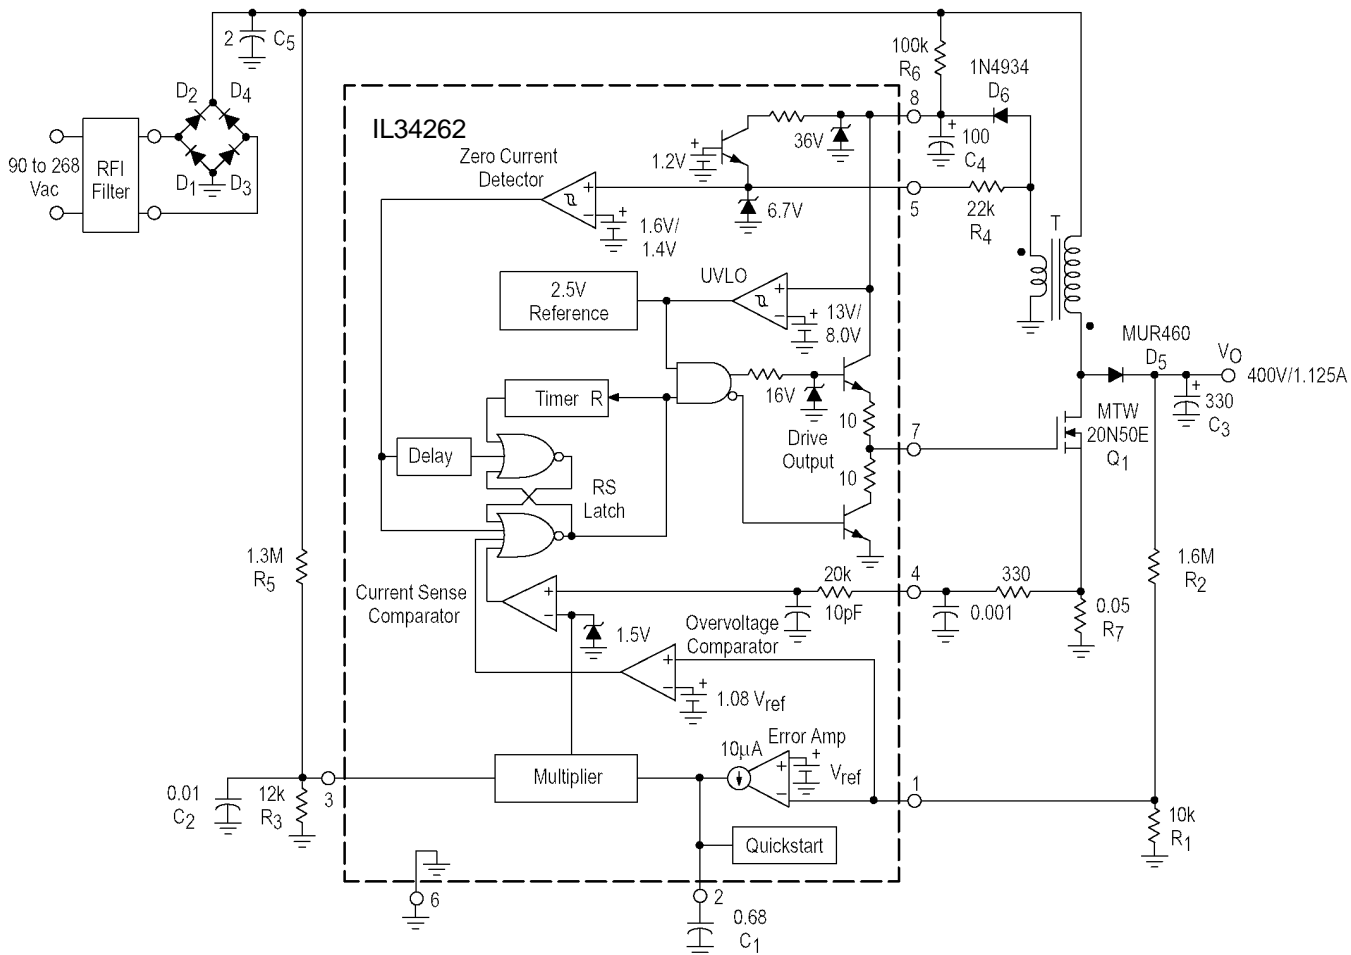 2
C5
100k
R6
1N4934
D6
8
D2
D4
IL34262
+
100
C4
36V
1.2V
+
Zero Current
Detector
90 to 268
Vac
RFI
Filter
D1
D3
+
−
+
1.6V/
1.4V
6.7V
5
22k
R4
T
2.5V
Reference
UVLO
+
−
+
13V/
8.0V
MUR460
D5
VO
400V/1.125A
16V
Timer
R
10
Drive
Output
7
MTW
20N50E
Q1
+
330
C3
Delay
10
RS
Latch
1.3M
R5
1.6M
R2
20k
4
330
Current Sense
Comparator
+
−
10pF
0.001
0.05
R7
1.5V
Overvoltage
Comparator
+
−
+
1.08 Vref
10µA
Error Amp
+
−
+
Vref
Multiplier
0.01
C2
12k
R3
3
1
10k
R1
Quickstart
6
2
0.68
C1